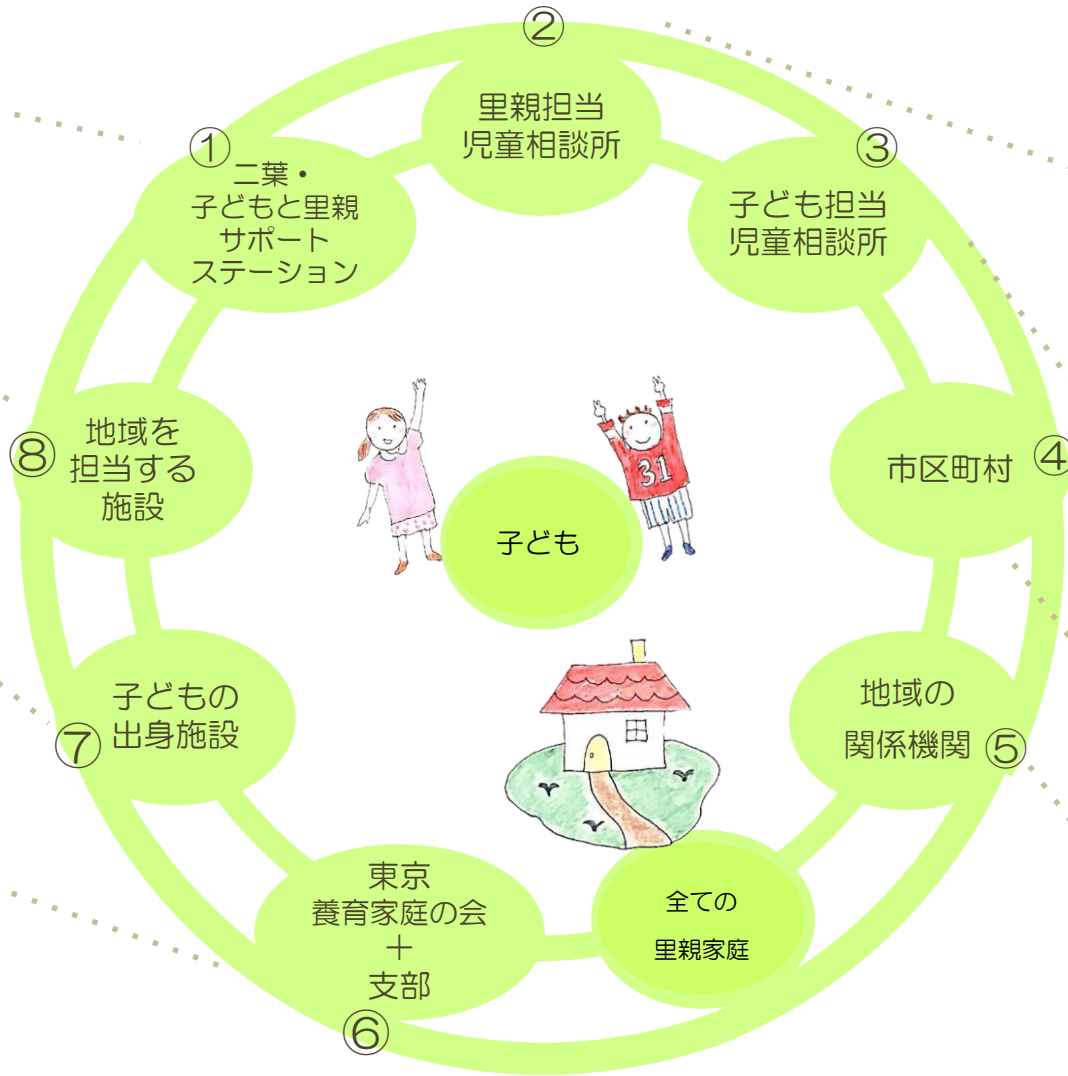 ①
二葉・
子どもと里親
サポート
ステーション
②
里親担当
児童相談所
③
子ども担当
児童相談所
④
市区町村
⑤
地域の
関係機関
全ての
里親家庭
⑥
東京
養育家庭の会
＋
支部
⑦
子どもの
出身施設
⑧
地域を
担当する
施設
子ども
31